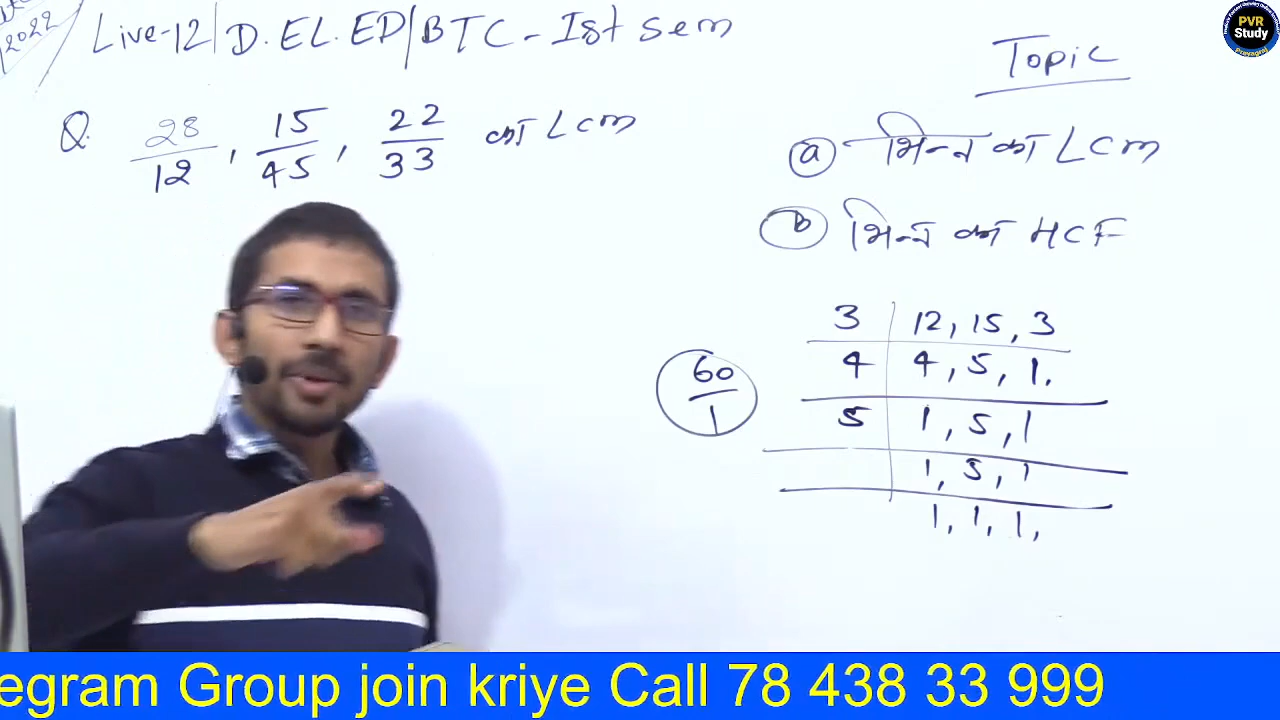 2022
Live-12 | D.EL.ED/BTC - Ist Sem
PVR
Study
Prayagraj
Topic
Q. 28/12, 15/45, 22/33 का Lcm
(a) भिन्न का LCm
(b) भिन्न का HCF
3 | 12, 15, 3
4 | 4, 5, 1.
60/1
5 | 1, 5, 1
1, 5, 1
1, 1, 1,
egram Group join kriye Call 78 438 33 999